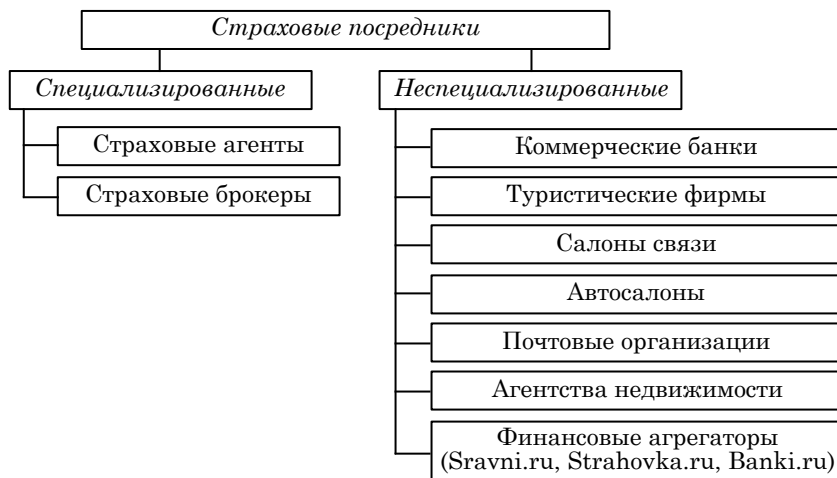 Страховые посредники
Специализированные
Неспециализированные
Страховые агенты
Страховые брокеры
Коммерческие банки
Туристические фирмы
Салоны связи
Автосалоны
Почтовые организации
Агентства недвижимости
Финансовые агрегаторы
(Sravni.ru, Strahovka.ru, Banki.ru)